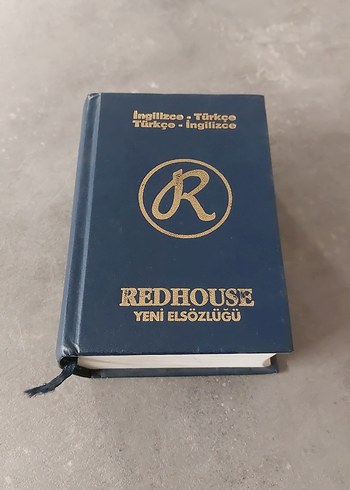 İngilizce - Türkçe
Türkçe - İngilizce
R
REDHOUSE
YENİ ELSÖZLÜĞÜ